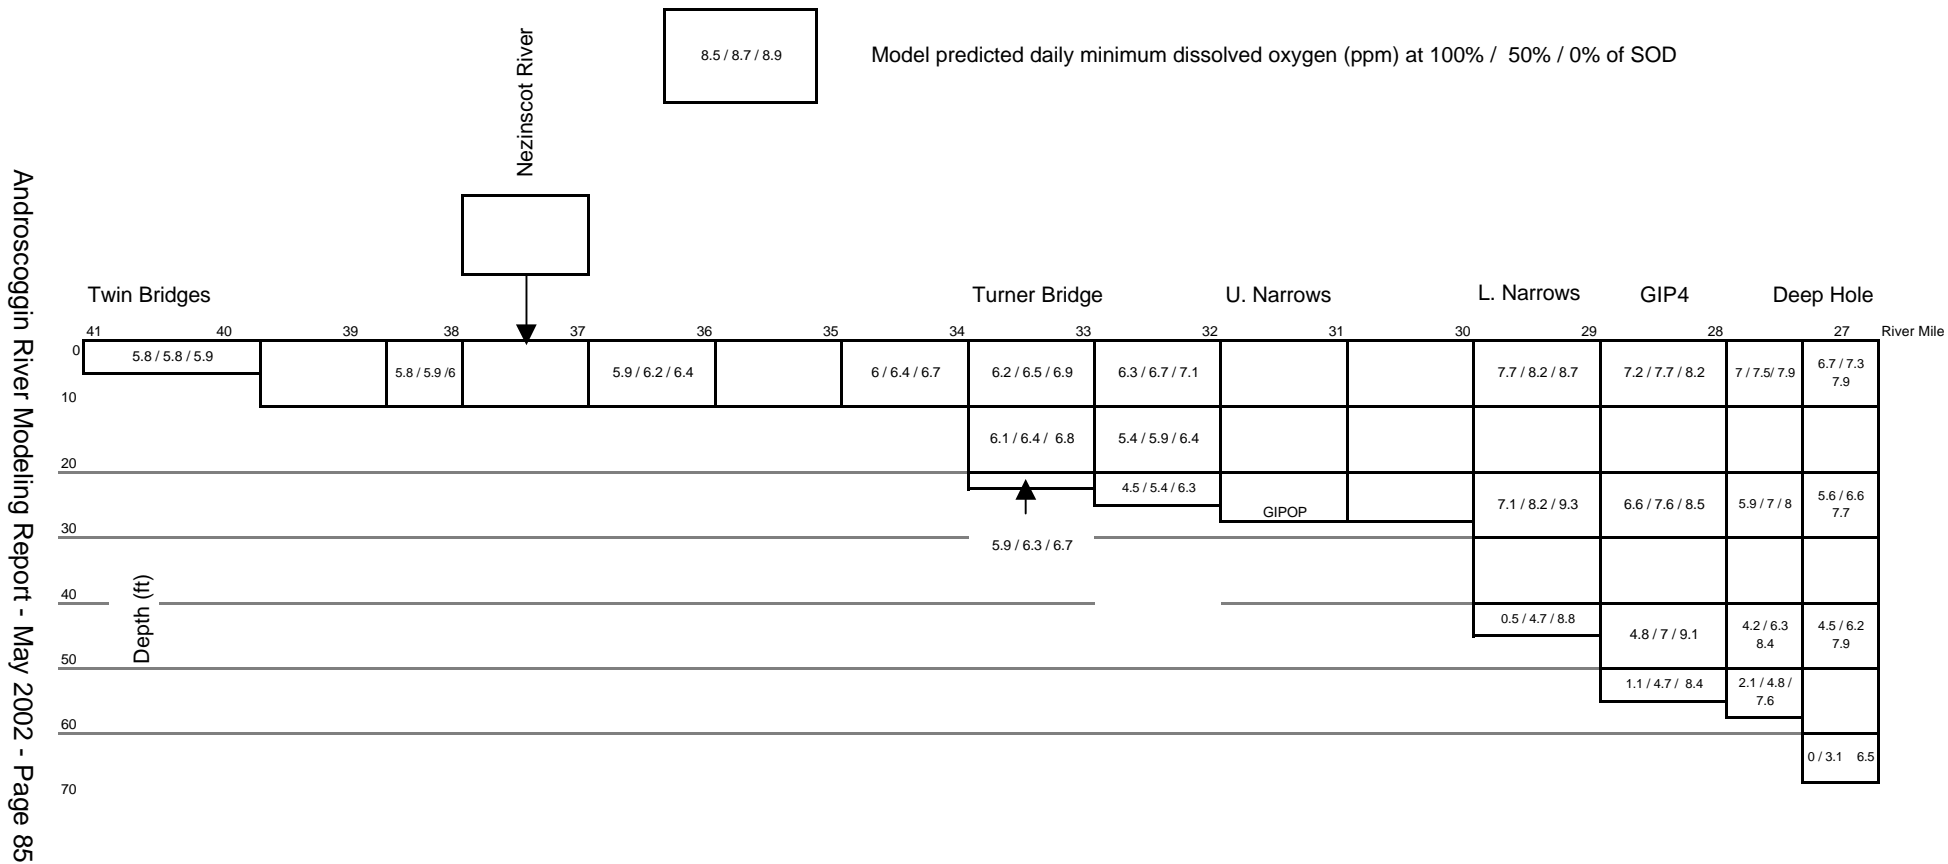 Nezinscot River
8.5 / 8.7 / 8.9
Model predicted daily minimum dissolved oxygen (ppm) at 100% / 50% / 0% of SOD
Androscoggin River Modeling Report - May 2002 - Page 85
Twin Bridges
Turner Bridge
U. Narrows
L. Narrows
GIP4
Deep Hole
41 40 39 38 37 36 35 34 33 32 31 30 29 28 27 River Mile
0
5.8 / 5.8 / 5.9
5.8 / 5.9 /6
5.9 / 6.2 / 6.4
6 / 6.4 / 6.7
6.2 / 6.5 / 6.9
6.3 / 6.7 / 7.1
7.7 / 8.2 / 8.7
7.2 / 7.7 / 8.2
7 / 7.5/ 7.9
6.7 / 7.3
7.9
10
6.1 / 6.4 / 6.8
5.4 / 5.9 / 6.4
20
4.5 / 5.4 / 6.3
GIPOP
7.1 / 8.2 / 9.3
6.6 / 7.6 / 8.5
5.9 / 7 / 8
5.6 / 6.6
7.7
30
5.9 / 6.3 / 6.7
40
Depth (ft)
0.5 / 4.7 / 8.8
4.8 / 7 / 9.1
4.2 / 6.3
8.4
4.5 / 6.2
7.9
50
1.1 / 4.7 / 8.4
2.1 / 4.8 /
7.6
60
0 / 3.1 6.5
70